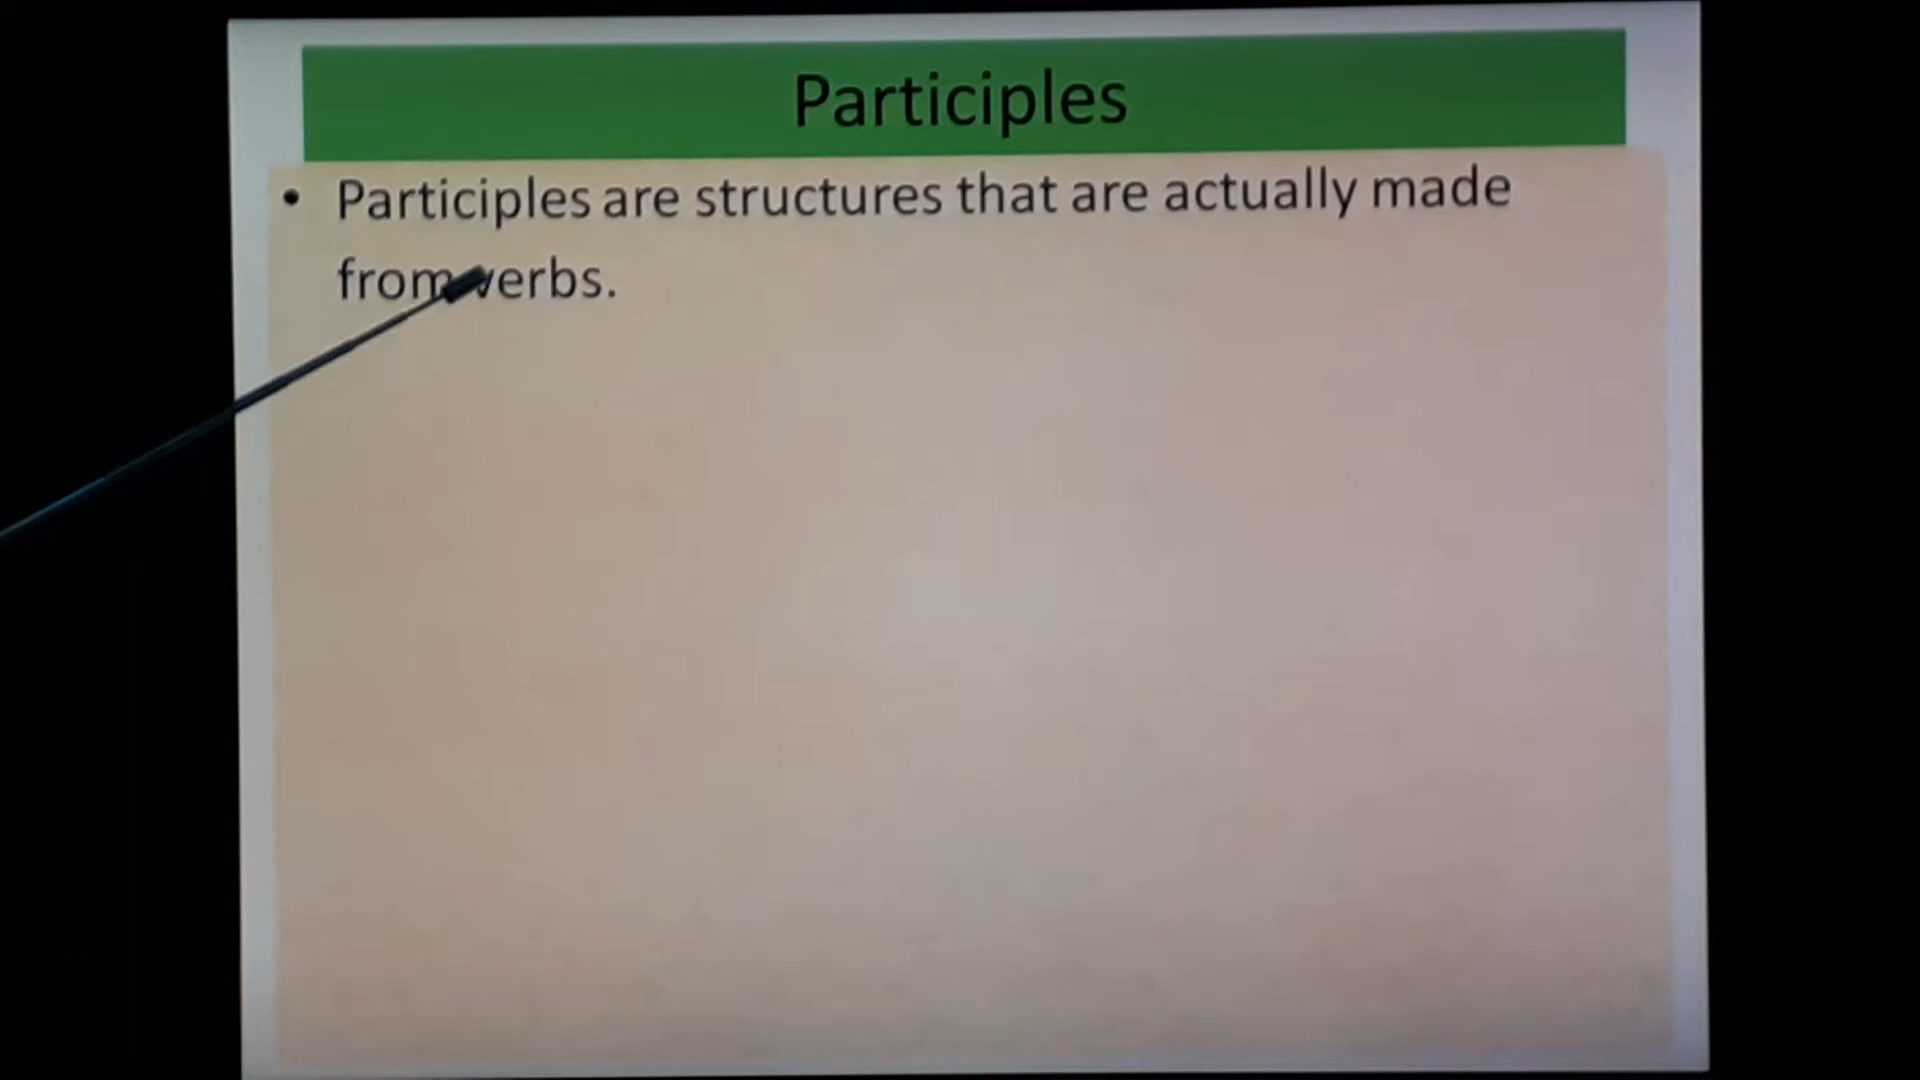 Participles
• Participles are structures that are actually made
from verbs.